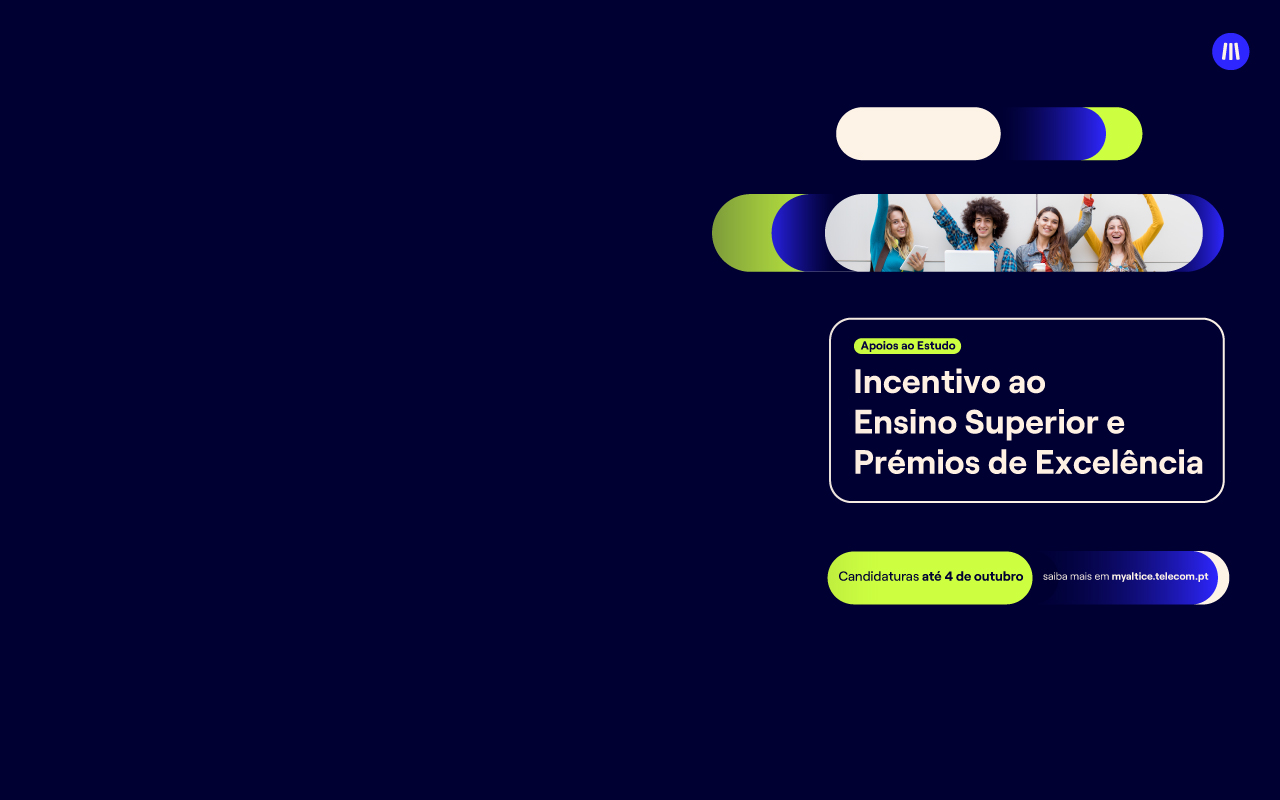 Apoios ao Estudo
Incentivo ao
Ensino Superior e
Prémios de Excelência
Candidaturas até 4 de outubro
saiba mais em myaltice.telecom.pt